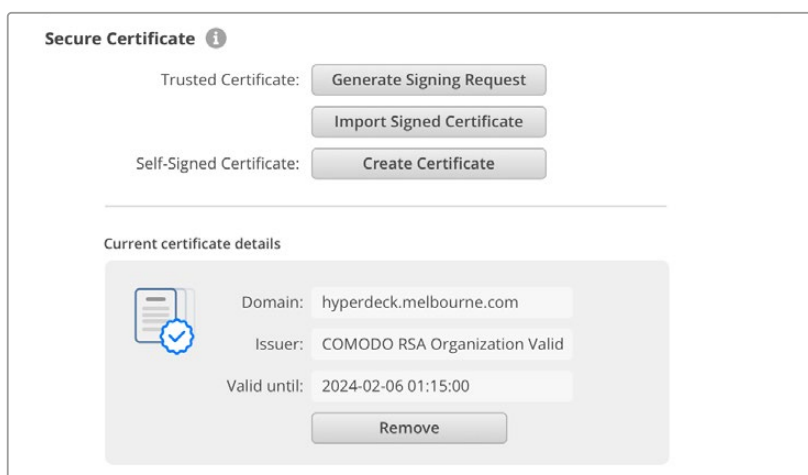 Secure Certificate i
Trusted Certificate: Generate Signing Request
Import Signed Certificate
Self-Signed Certificate: Create Certificate
Current certificate details
Domain: hyperdeck.melbourne.com
Issuer: COMODO RSA Organization Valid
Valid until: 2024-02-06 01:15:00
Remove